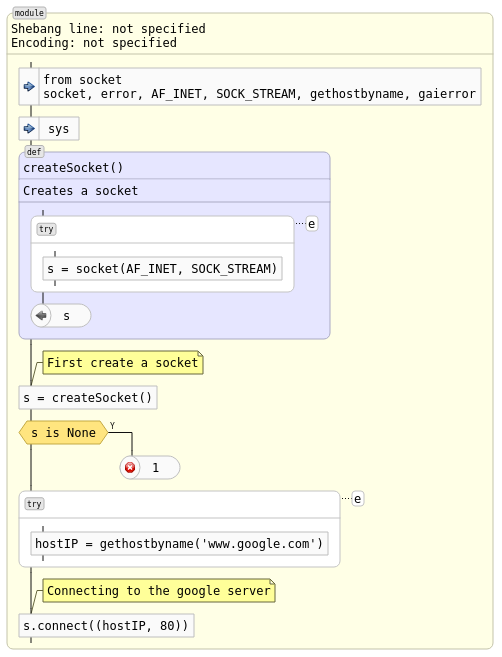 module
Shebang line: not specified
Encoding: not specified
from socket
socket, error, AF_INET, SOCK_STREAM, gethostbyname, gaierror
sys
def
createSocket()
Creates a socket
try
e
s = socket(AF_INET, SOCK_STREAM)
s
First create a socket
s = createSocket()
s is None
Y
1
try
e
hostIP = gethostbyname('www.google.com')
Connecting to the google server
s.connect((hostIP, 80))